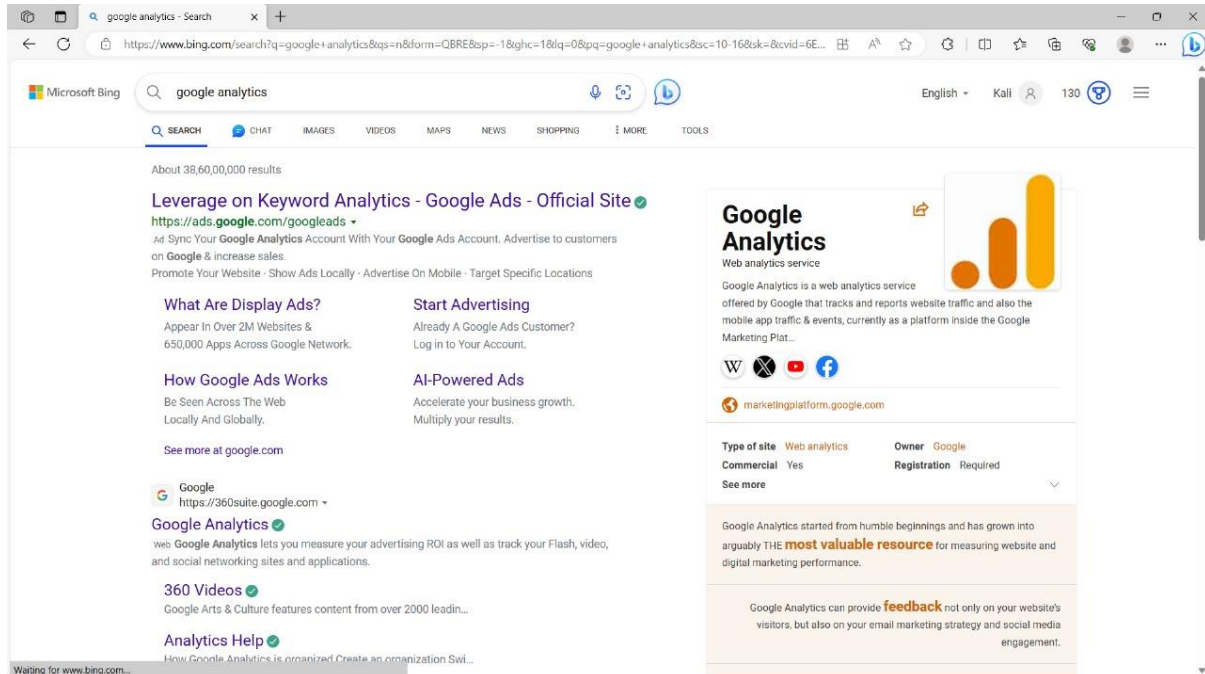 google analytics - Search
https://www.bing.com/search?q=google+analytics&qs=n&form=QBRE&sp=-1&ghc=1&lq=0&pq=google+analytics&sc=10-16&sk=&cvid=6E...
Microsoft Bing
google analytics
English
Kali
130
SEARCH
CHAT
IMAGES
VIDEOS
MAPS
NEWS
SHOPPING
MORE
TOOLS
About 38,60,00,000 results
Leverage on Keyword Analytics - Google Ads - Official Site
https://ads.google.com/googleads
Ad Sync Your Google Analytics Account With Your Google Ads Account. Advertise to customers
on Google & increase sales.
Promote Your Website · Show Ads Locally · Advertise On Mobile · Target Specific Locations
What Are Display Ads?
Appear In Over 2M Websites &
650,000 Apps Across Google Network.
Start Advertising
Already A Google Ads Customer?
Log in to Your Account.
How Google Ads Works
Be Seen Across The Web
Locally And Globally.
AI-Powered Ads
Accelerate your business growth.
Multiply your results.
See more at google.com
Google
https://360suite.google.com
Google Analytics
Web Google Analytics lets you measure your advertising ROI as well as track your Flash, video,
and social networking sites and applications.
360 Videos
Google Arts & Culture features content from over 2000 leadin...
Analytics Help
How Google Analytics is organized Create an organization Swi...
Waiting for www.bing.com...
Google
Analytics
Web analytics service
Google Analytics is a web analytics service
offered by Google that tracks and reports website traffic and also the
mobile app traffic & events, currently as a platform inside the Google
Marketing Plat...
W
marketingplatform.google.com
Type of site Web analytics
Owner Google
Commercial Yes
Registration Required
See more
Google Analytics started from humble beginnings and has grown into
arguably THE most valuable resource for measuring website and
digital marketing performance.
Google Analytics can provide feedback not only on your website's
visitors, but also on your email marketing strategy and social media
engagement.